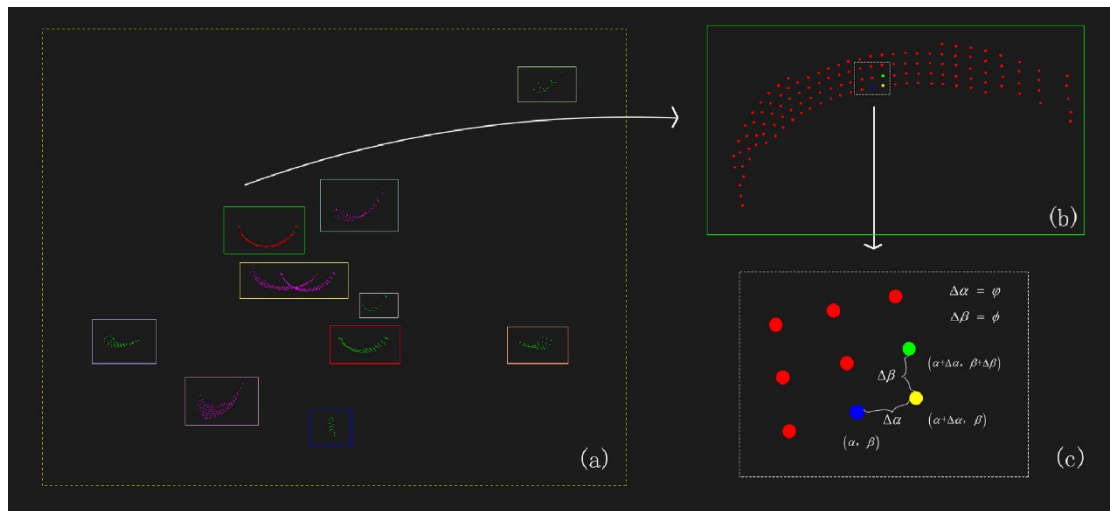 (a)
(b)
Δα = φ
Δβ = ϕ
(α+Δα, β+Δβ)
Δβ
(α+Δα, β)
Δα
(α, β)
(c)